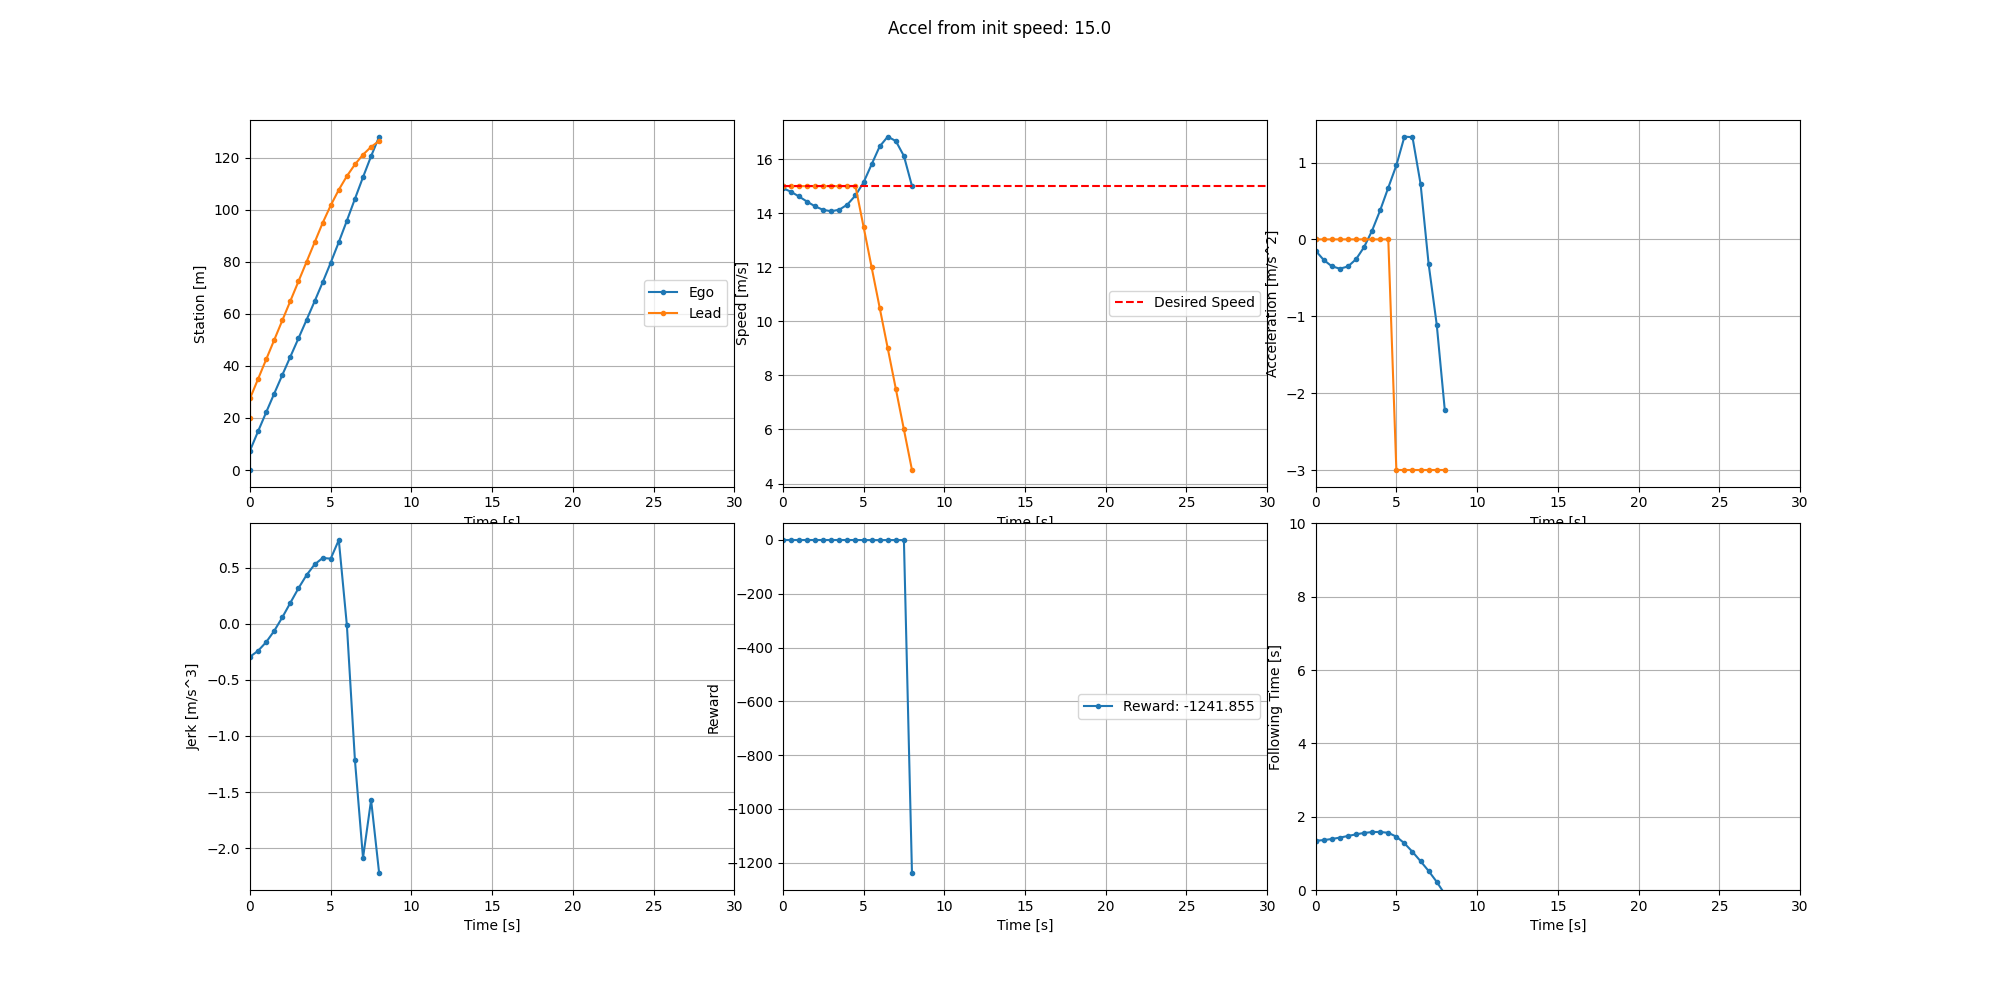 Accel from init speed: 15.0
Station [m]
120
100
80
60
40
20
0
0 5 10 15 20 25 30
Time [s]
Ego
Lead
Speed [m/s]
16
14
12
10
8
6
4
0 5 10 15 20 25 30
Time [s]
Desired Speed
Acceleration [m/s^2]
1
0
−1
−2
−3
0 5 10 15 20 25 30
Time [s]
Jerk [m/s^3]
0.5
0.0
−0.5
−1.0
−1.5
−2.0
0 5 10 15 20 25 30
Time [s]
Reward
0
−200
−400
−600
−800
−1000
−1200
0 5 10 15 20 25 30
Time [s]
Reward: -1241.855
Following Time [s]
10
8
6
4
2
0
0 5 10 15 20 25 30
Time [s]